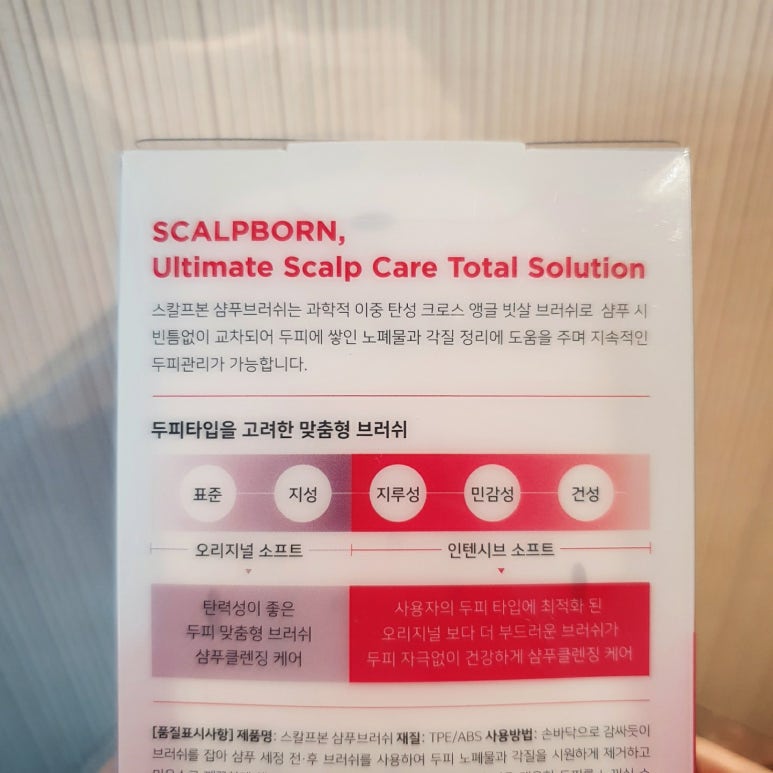 SCALPBORN,
Ultimate Scalp Care Total Solution
스칼프본 샴푸브러쉬는 과학적 이중 탄성 크로스 앵글 빗살 브러쉬로 샴푸 시
빈틈없이 교차되어 두피에 쌓인 노폐물과 각질 정리에 도움을 주며 지속적인
두피관리가 가능합니다.
두피타입을 고려한 맞춤형 브러쉬
표준 지성 지루성 민감성 건성
오리지널 소프트 인텐시브 소프트
탄력성이 좋은
두피 맞춤형 브러쉬
샴푸클렌징 케어
사용자의 두피 타입에 최적화 된
오리지널 보다 더 부드러운 브러쉬가
두피 자극없이 건강하게 샴푸클렌징 케어
[품질표시사항] 제품명: 스칼프본 샴푸브러쉬 재질: TPE/ABS 사용방법: 손바닥으로 감싸듯이
브러쉬를 잡아 샴푸 세정 전·후 브러쉬를 사용하여 두피 노폐물과 각질을 시원하게 제거하고